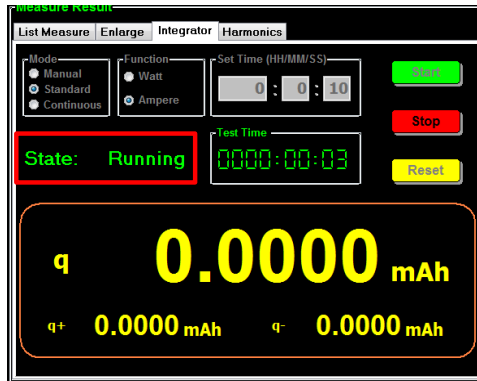 Measure Result
List Measure Enlarge Integrator Harmonics
Mode
Manual
Standard
Continuous
Function
Watt
Ampere
Set Time (HH/MM/SS)
0 : 0 : 10
Start
Stop
Reset
State: Running
Test Time
0000:00:03
q 0.0000 mAh
q+ 0.0000 mAh q- 0.0000 mAh